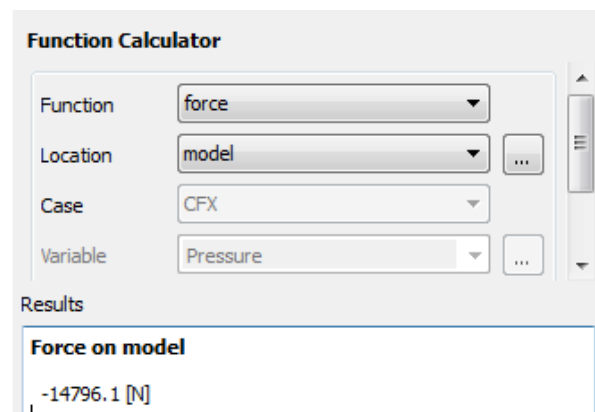 Function Calculator
Function force
Location model ...
Case CFX
Variable Pressure ...
Results
Force on model
-14796.1 [N]